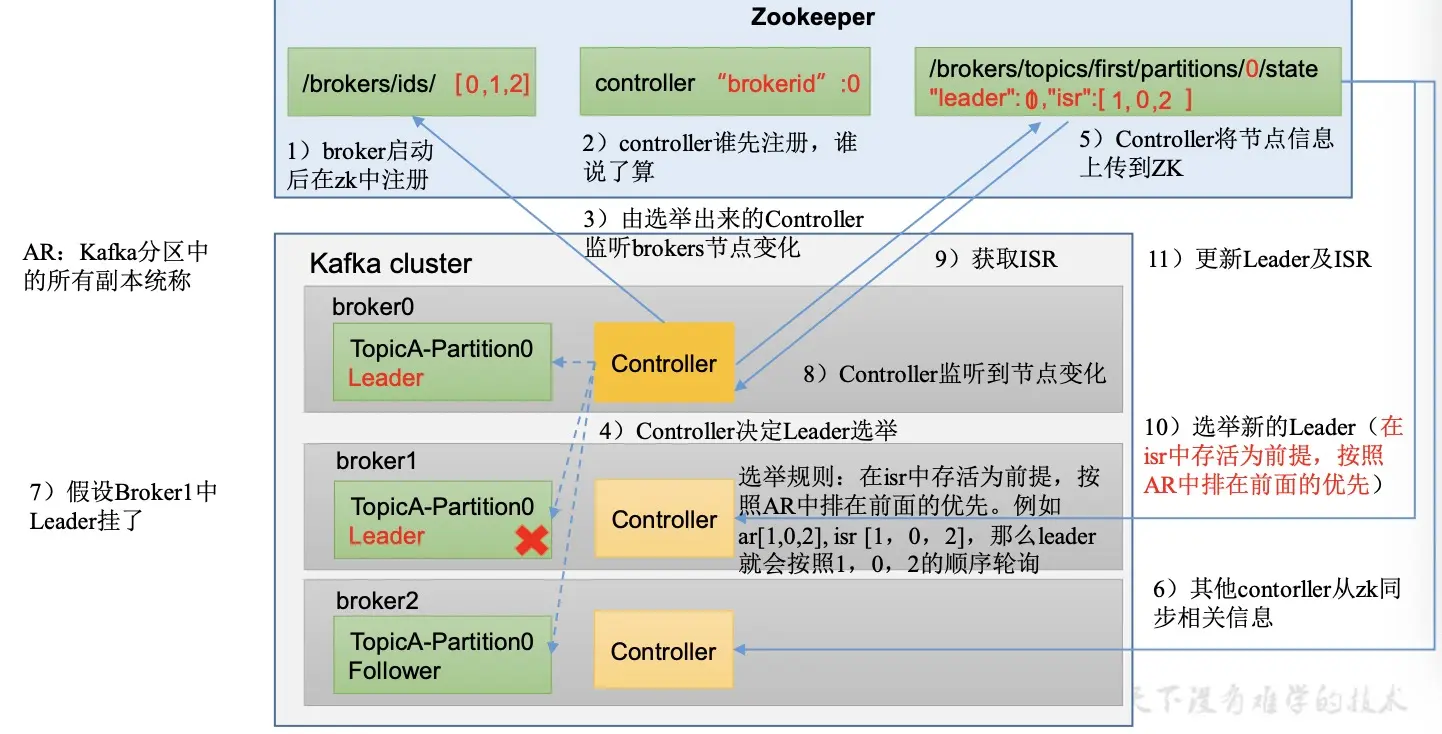 Zookeeper
/brokers/ids/ [0,1,2]
controller “brokerid” :0
/brokers/topics/first/partitions/0/state
"leader": ,"isr":[ 1, 0,2 ]
1）broker启动
后在zk中注册
2）controller谁先注册，谁
说了算
5）Controller将节点信息
上传到ZK
3）由选举出来的Controller
监听brokers节点变化
AR：Kafka分区中
的所有副本统称
Kafka cluster
9）获取ISR
11）更新Leader及ISR
broker0
TopicA-Partition0
Leader
Controller
8）Controller监听到节点变化
4）Controller决定Leader选举
10）选举新的Leader（在
isr中存活为前提，按照
AR中排在前面的优先）
7）假设Broker1中
Leader挂了
broker1
TopicA-Partition0
Leader
Controller
选举规则：在isr中存活为前提，按
照AR中排在前面的优先。例如
ar[1,0,2], isr [1，0，2]，那么leader
就会按照1，0，2的顺序轮询
broker2
TopicA-Partition0
Follower
Controller
6）其他contorller从zk同
步相关信息
天下没有难学的技术